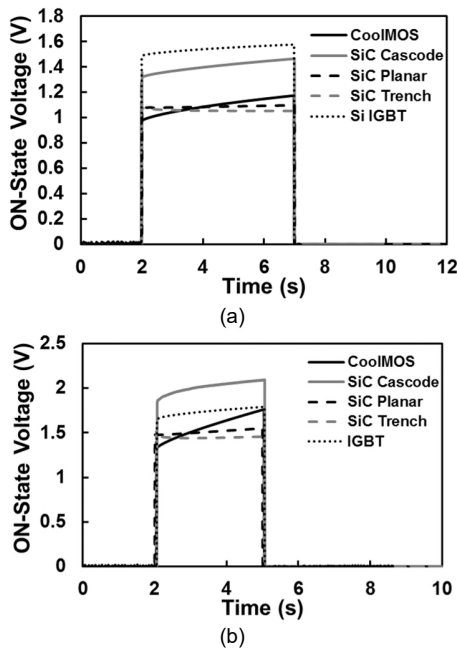 ON-State Voltage (V)
1.8
1.6
1.4
1.2
1
0.8
0.6
0.4
0.2
0
CoolMOS
SiC Cascode
SiC Planar
SiC Trench
Si IGBT
0 2 4 6 8 10 12
Time (s)
(a)
ON-State Voltage (V)
2.5
2
1.5
1
0.5
0
CoolMOS
SiC Cascode
SiC Planar
SiC Trench
IGBT
0 2 4 6 8 10
Time (s)
(b)